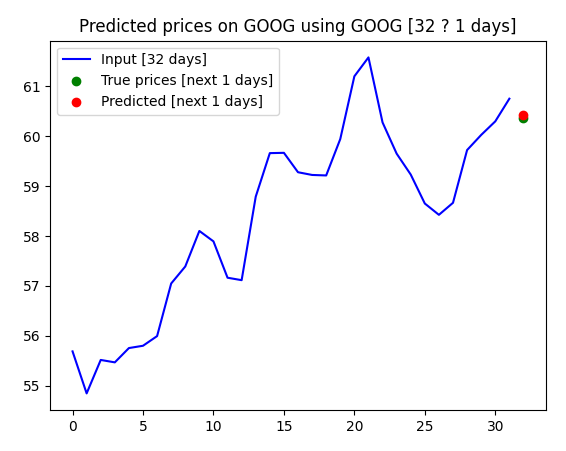 Predicted prices on GOOG using GOOG [32 ? 1 days]
Input [32 days]
True prices [next 1 days]
Predicted [next 1 days]
61
60
59
58
57
56
55
0 5 10 15 20 25 30